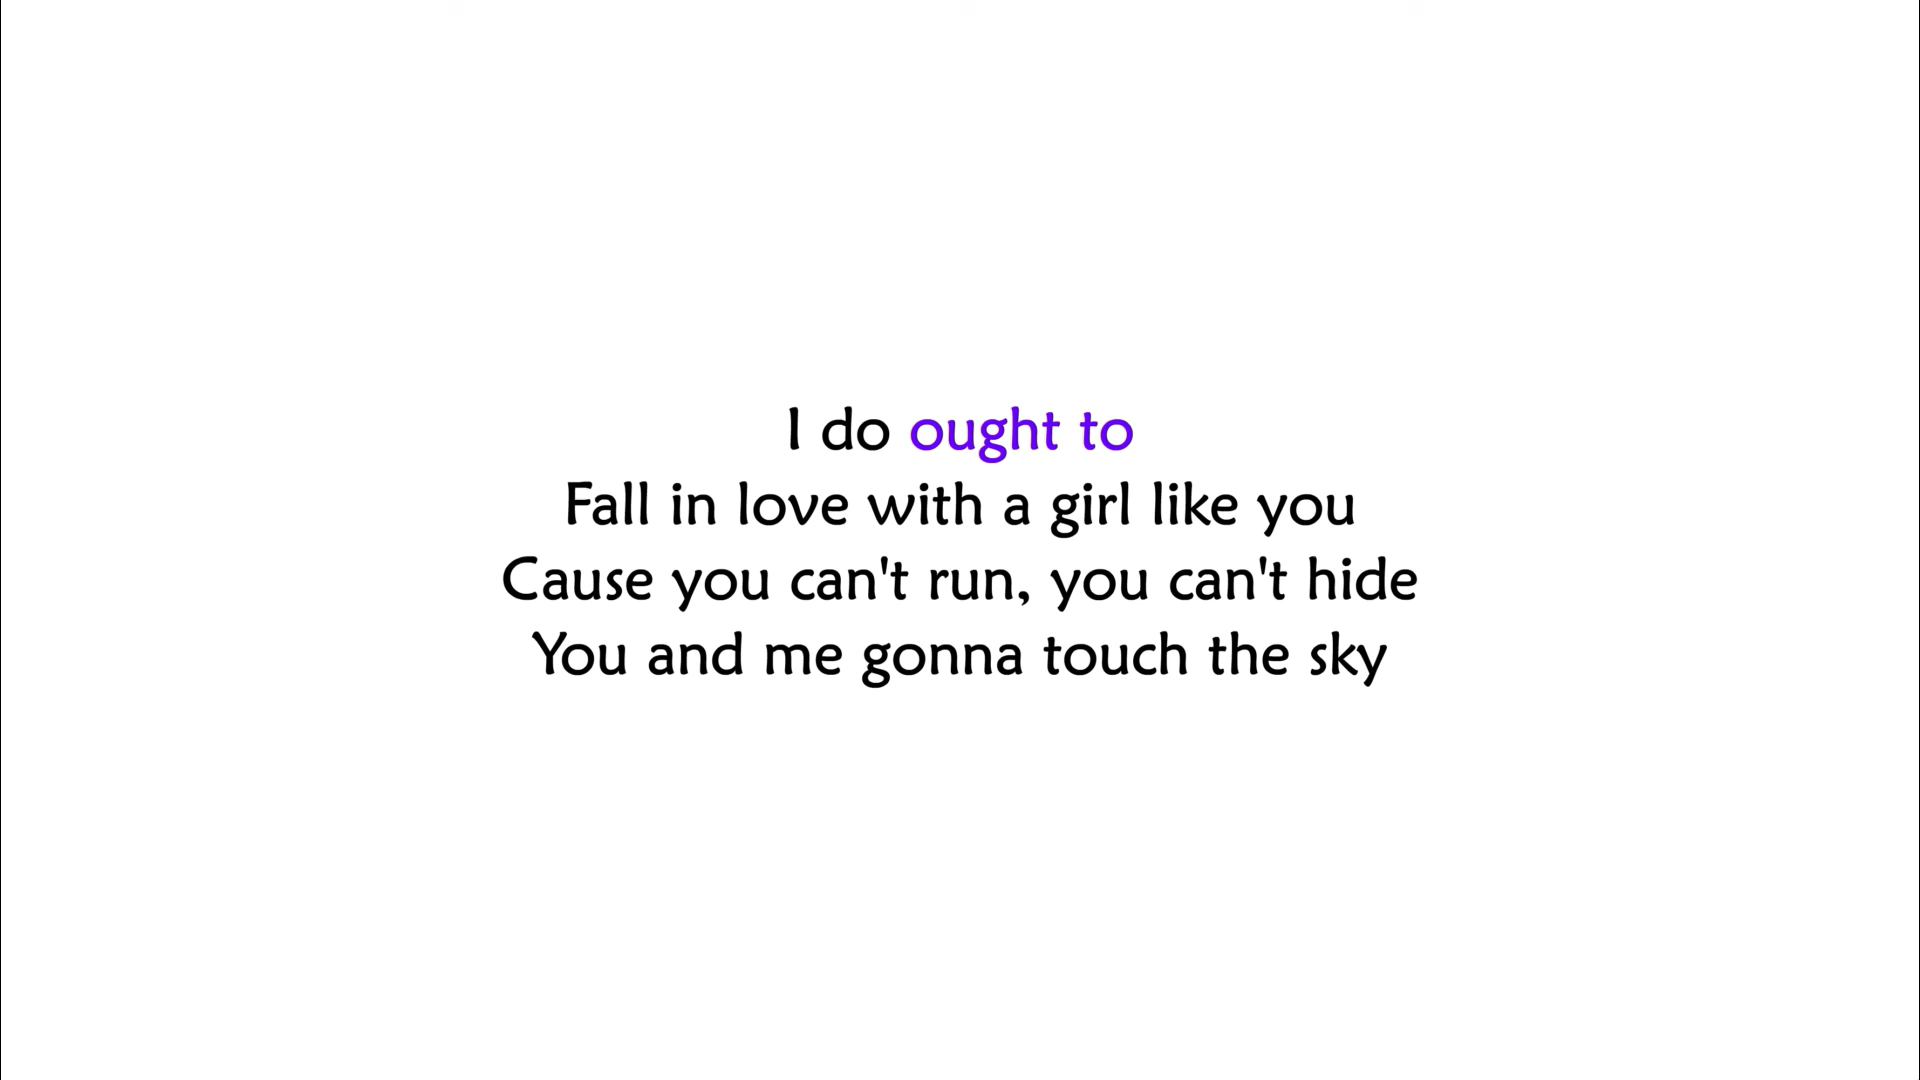 I do ought to
Fall in love with a girl like you
Cause you can't run, you can't hide
You and me gonna touch the sky